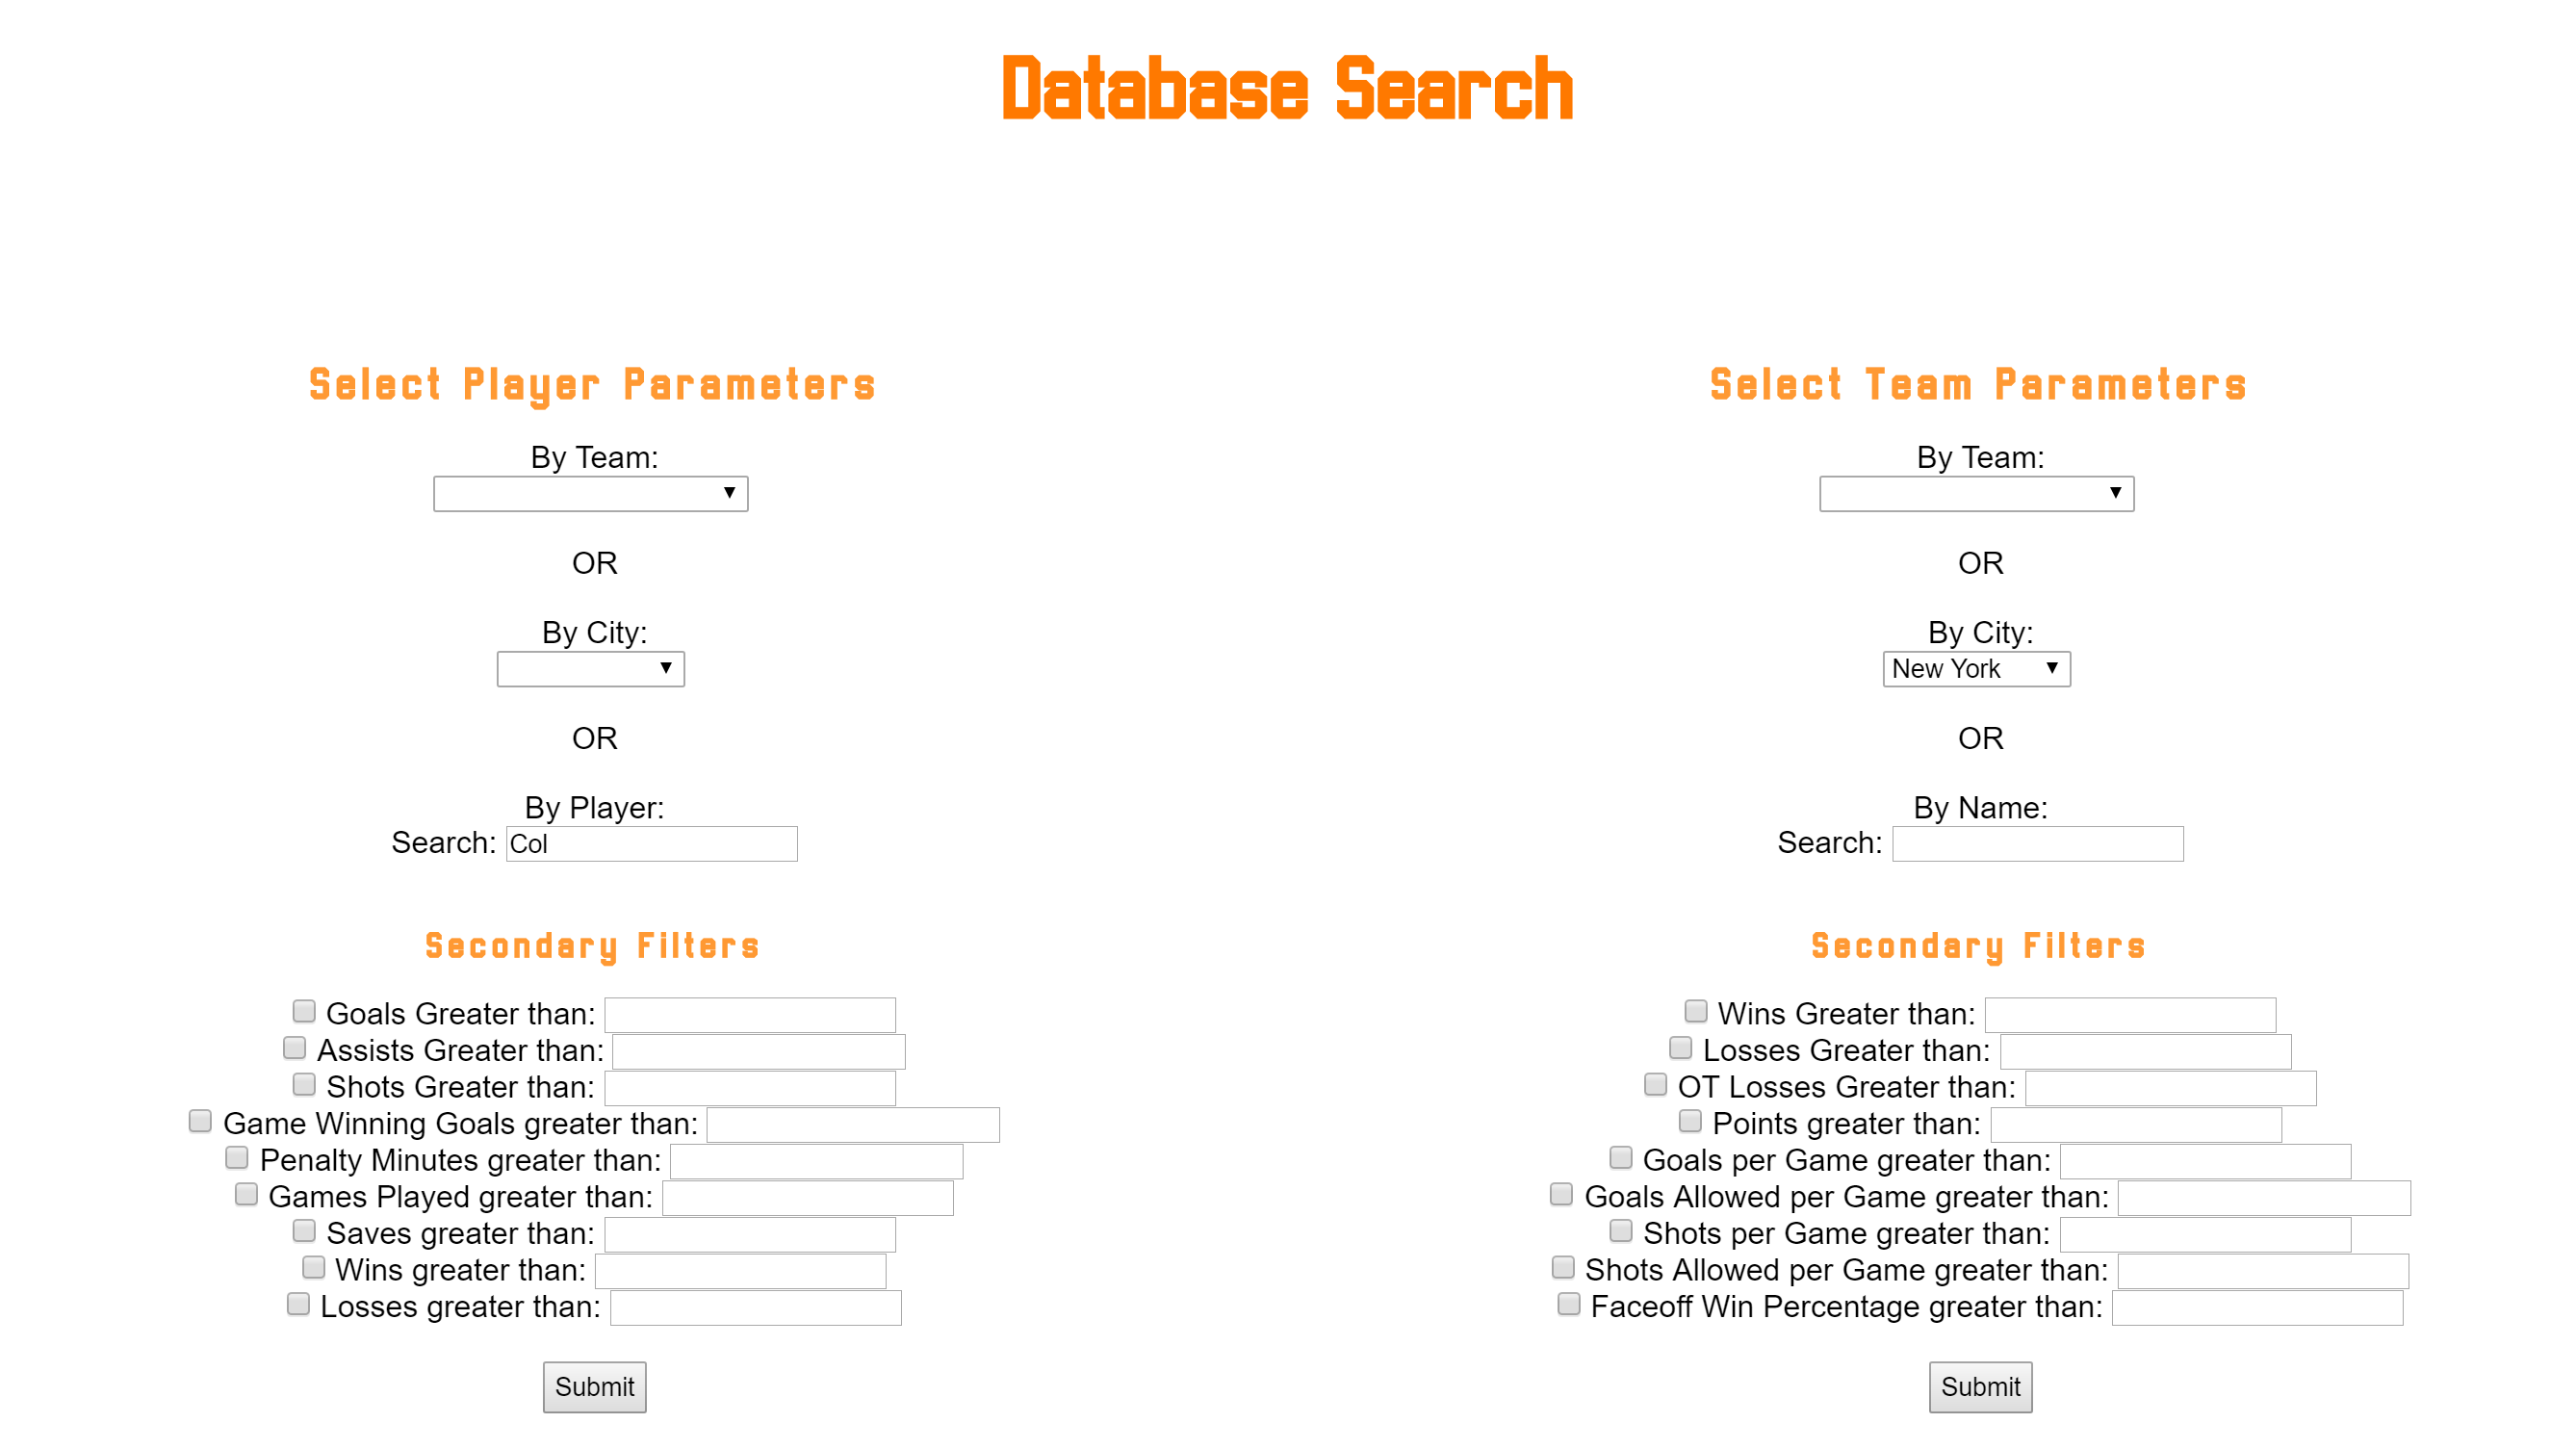 Database Search
Select Player Parameters
By Team:
OR
By City:
OR
By Player:
Search: Col
Secondary Filters
Goals Greater than:
Assists Greater than:
Shots Greater than:
Game Winning Goals greater than:
Penalty Minutes greater than:
Games Played greater than:
Saves greater than:
Wins greater than:
Losses greater than:
Submit
Select Team Parameters
By Team:
OR
By City:
New York
OR
By Name:
Search:
Secondary Filters
Wins Greater than:
Losses Greater than:
OT Losses Greater than:
Points greater than:
Goals per Game greater than:
Goals Allowed per Game greater than:
Shots per Game greater than:
Shots Allowed per Game greater than:
Faceoff Win Percentage greater than:
Submit